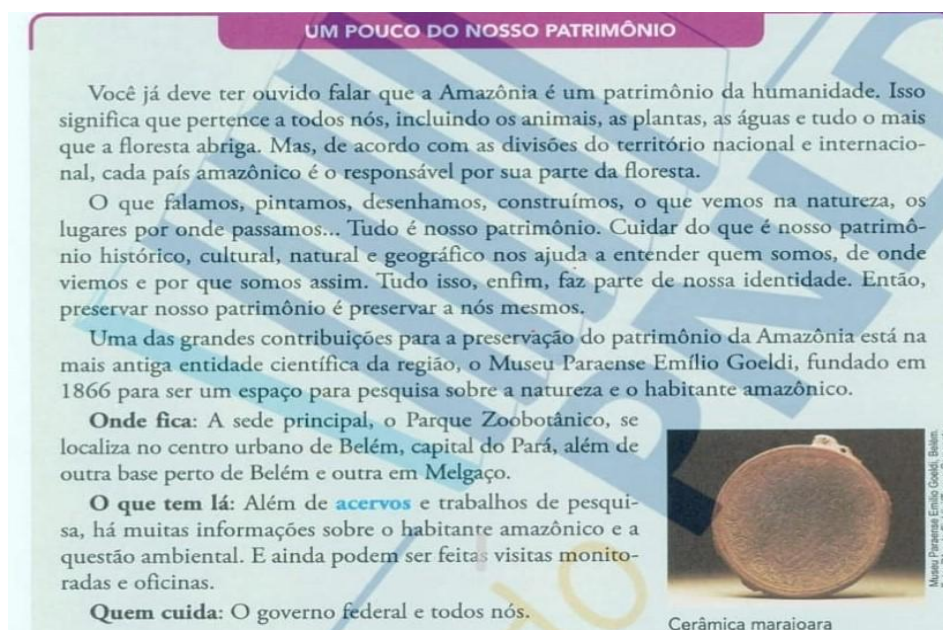 UM POUCO DO NOSSO PATRIMÔNIO
Você já deve ter ouvido falar que a Amazônia é um patrimônio da humanidade. Isso
significa que pertence a todos nós, incluindo os animais, as plantas, as águas e tudo o mais
que a floresta abriga. Mas, de acordo com as divisões do território nacional e internacio-
nal, cada país amazônico é o responsável por sua parte da floresta.
O que falamos, pintamos, desenhamos, construímos, o que vemos na natureza, os
lugares por onde passamos... Tudo é nosso patrimônio. Cuidar do que é nosso patrimô-
nio histórico, cultural, natural e geográfico nos ajuda a entender quem somos, de onde
viemos e por que somos assim. Tudo isso, enfim, faz parte de nossa identidade. Então,
preservar nosso patrimônio é preservar a nós mesmos.
Uma das grandes contribuições para a preservação do patrimônio da Amazônia está na
mais antiga entidade científica da região, o Museu Paraense Emílio Goeldi, fundado em
1866 para ser um espaço para pesquisa sobre a natureza e o habitante amazônico.
Onde fica: A sede principal, o Parque Zoobotânico, se
localiza no centro urbano de Belém, capital do Pará, além de
outra base perto de Belém e outra em Melgaço.
O que tem lá: Além de acervos e trabalhos de pesqui-
sa, há muitas informações sobre o habitante amazônico e a
questão ambiental. E ainda podem ser feitas visitas monito-
radas e oficinas.
Quem cuida: O governo federal e todos nós.
Museu Paraense Emílio Goeldi, Belém.
Cerâmica marajoara
PNLD
do